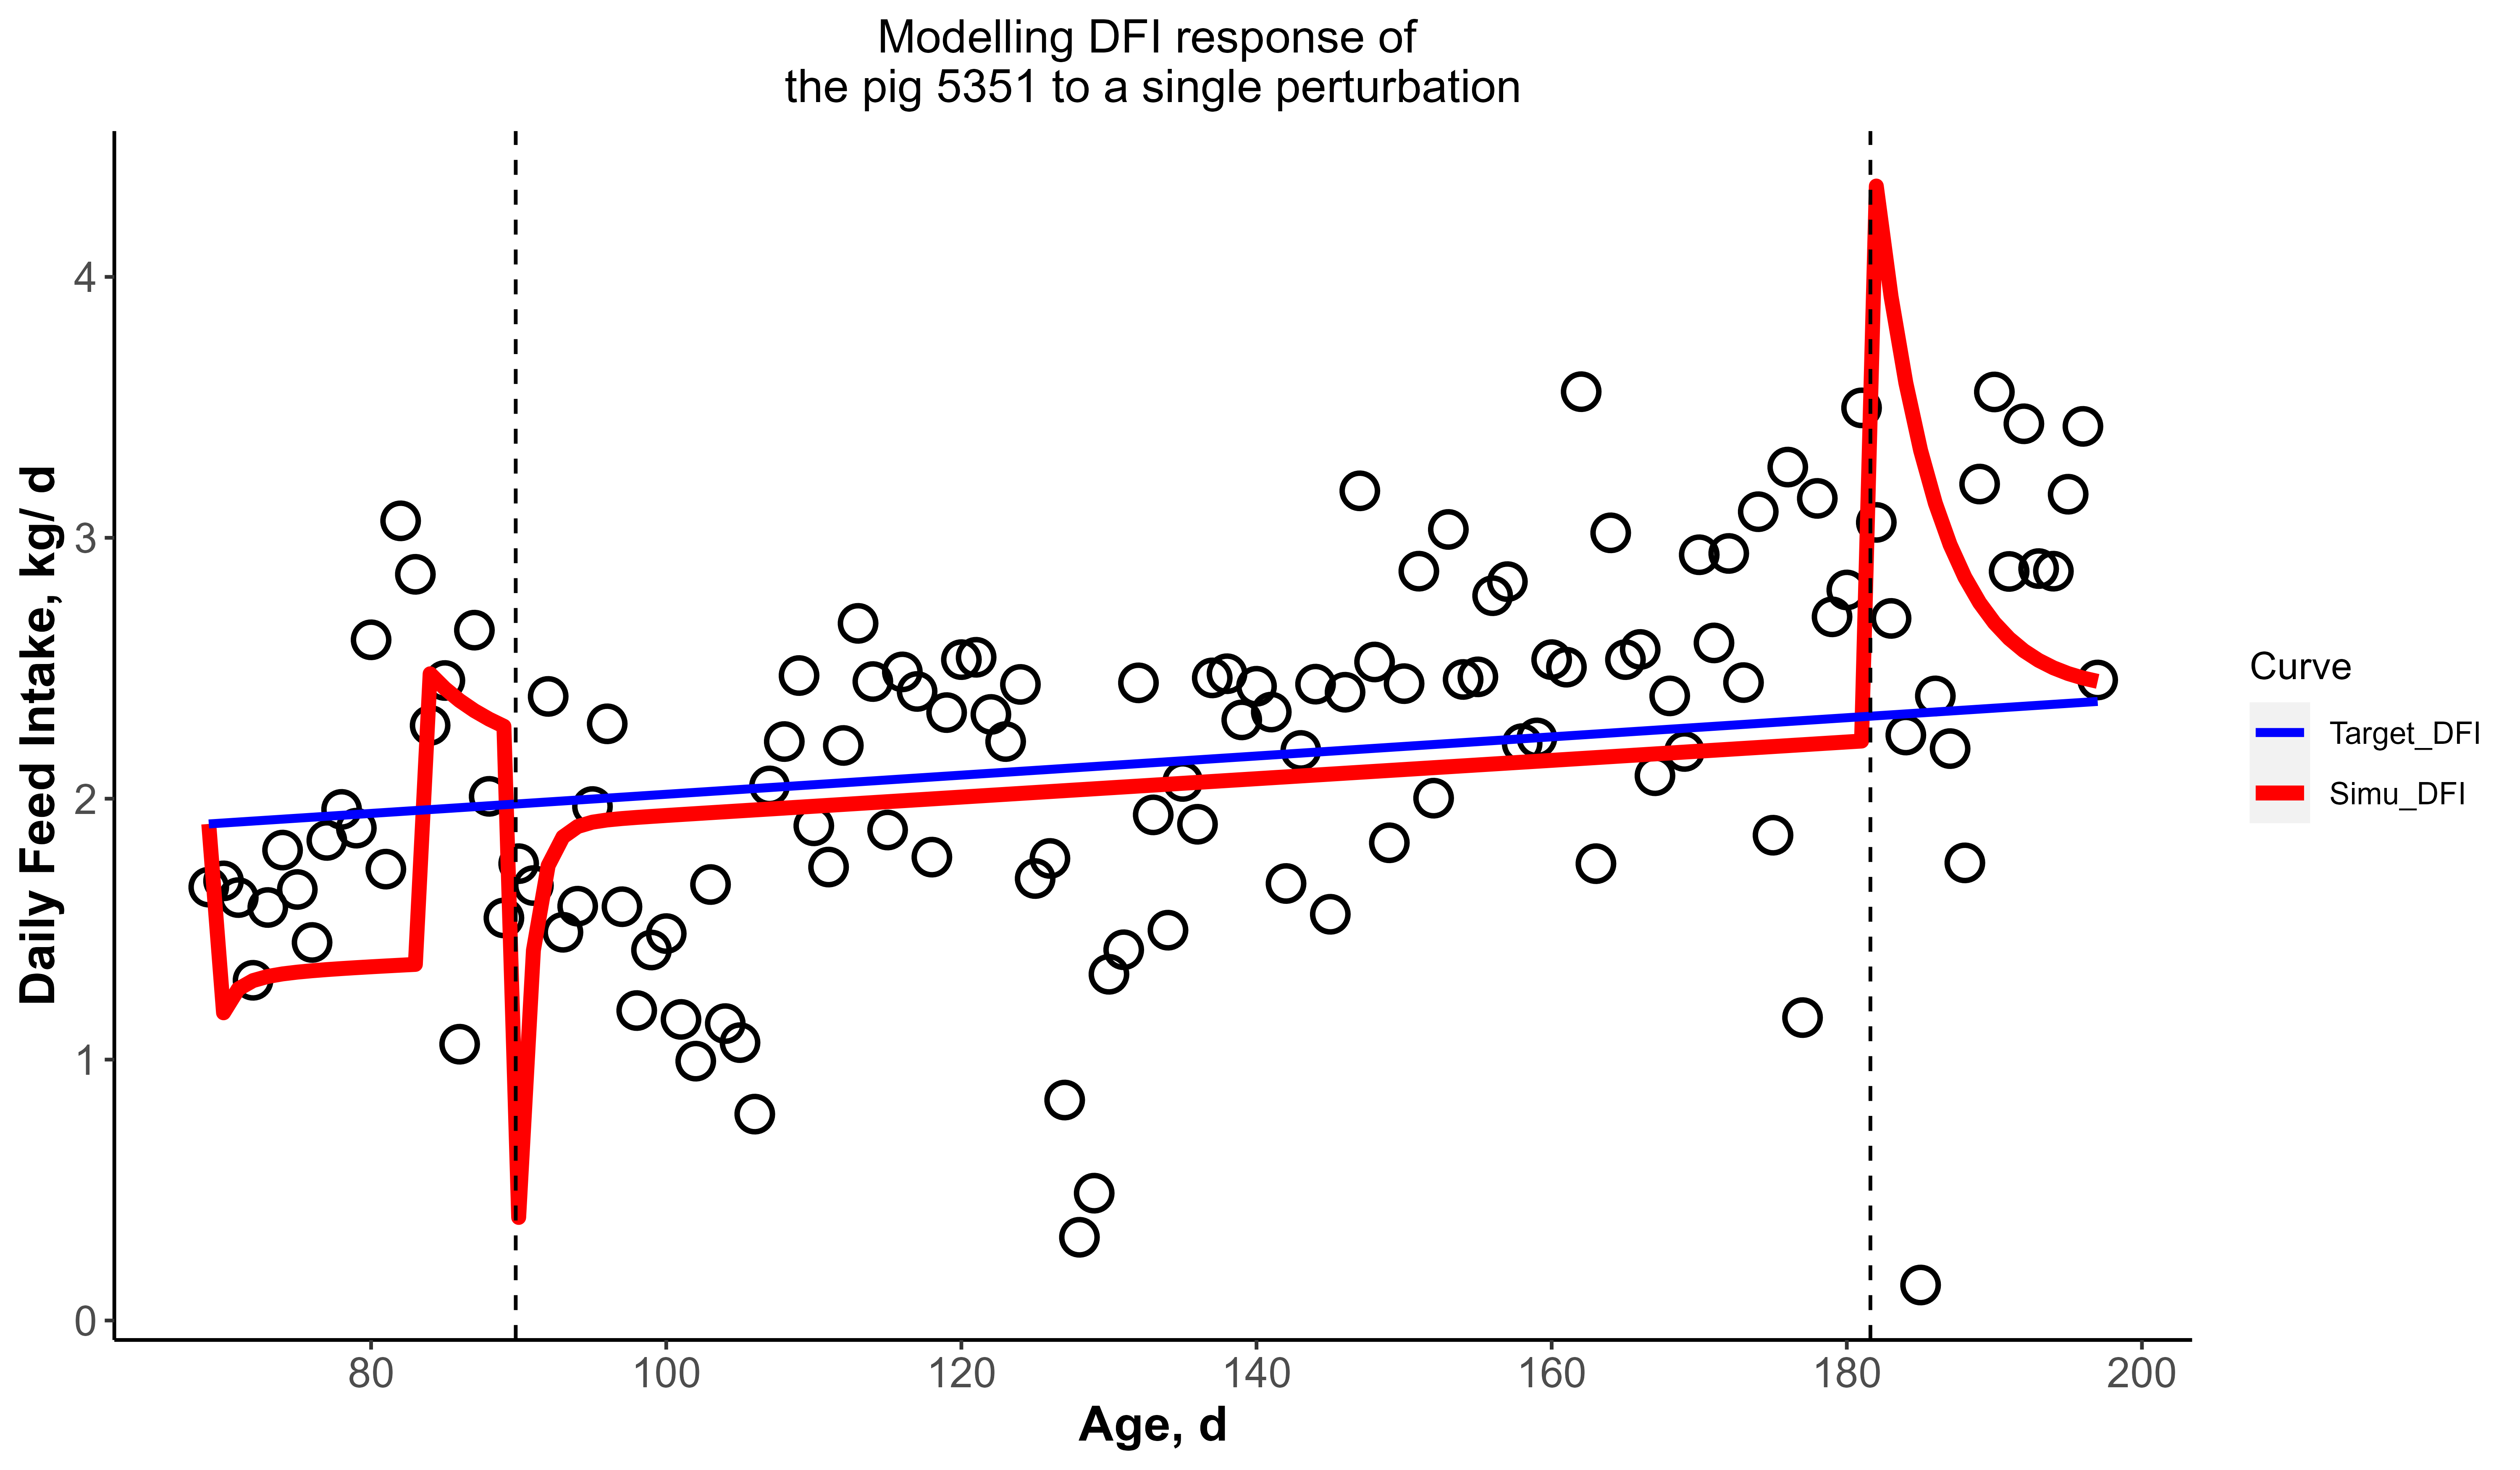 Modelling DFI response of
the pig 5351 to a single perturbation
Daily Feed Intake, kg/ d
4
3
2
1
0
80 100 120 140 160 180 200
Age, d
Curve
Target_DFI
Simu_DFI